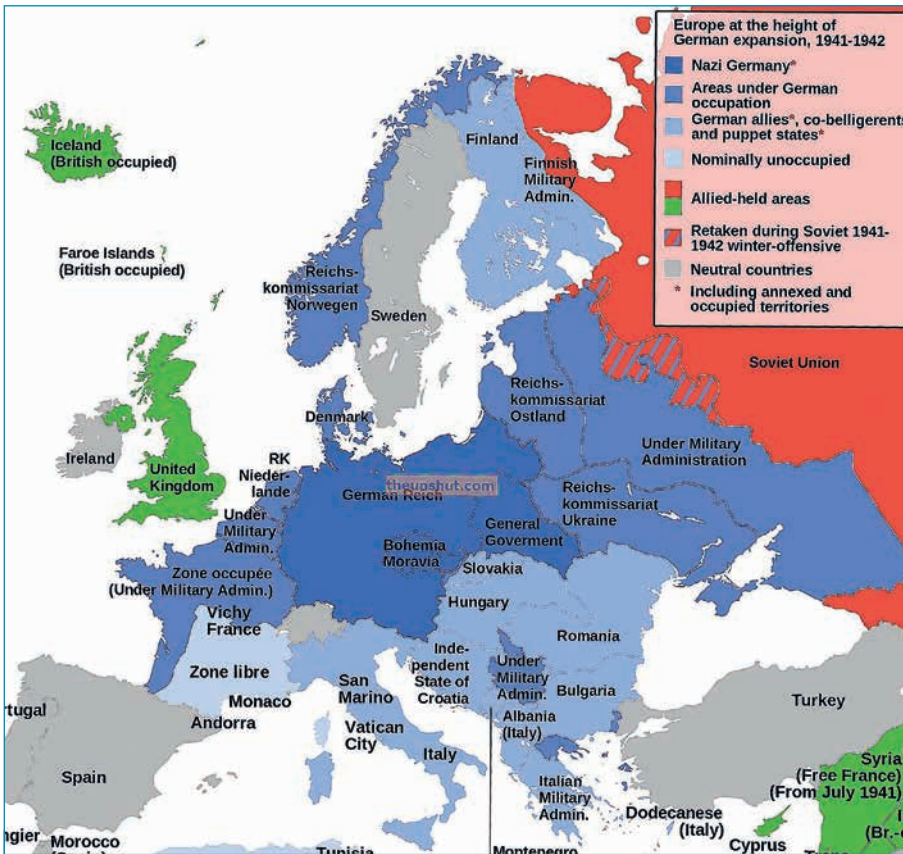 Europe at the height of
German expansion, 1941-1942
Nazi Germany*
Areas under German
occupation
German allies*, co-belligerents
and puppet states*
Nominally unoccupied
Allied-held areas
Retaken during Soviet 1941-
1942 winter-offensive
Neutral countries
* Including annexed and
occupied territories
Iceland
(British occupied)
Faroe Islands
(British occupied)
Finland
Finnish
Military
Admin.
Reichs-
kommissariat
Norwegen
Sweden
Soviet Union
Denmark
Reichs-
kommissariat
Ostland
Ireland
United
Kingdom
RK
Nieder-
lande
theupshut.com
German Reich
Under Military
Administration
Reichs-
kommissariat
Ukraine
General
Goverment
Under
Military
Admin.
Bohemia
Moravia
Slovakia
Zone occupée
(Under Military Admin.)
Vichy
France
Hungary
Romania
Zone libre
Inde-
pendent
State of
Croatia
Under
Military
Admin.
Bulgaria
Monaco
Andorra
San
Marino
Vatican
City
Italy
Albania
(Italy)
Italian
Military
Admin.
Turkey
rtugal
Spain
Syria
(Free France)
(From July 1941)
Dodecanese
(Italy)
Cyprus
(Br.-
ngier
Morocco
Tunisia
Montenegro